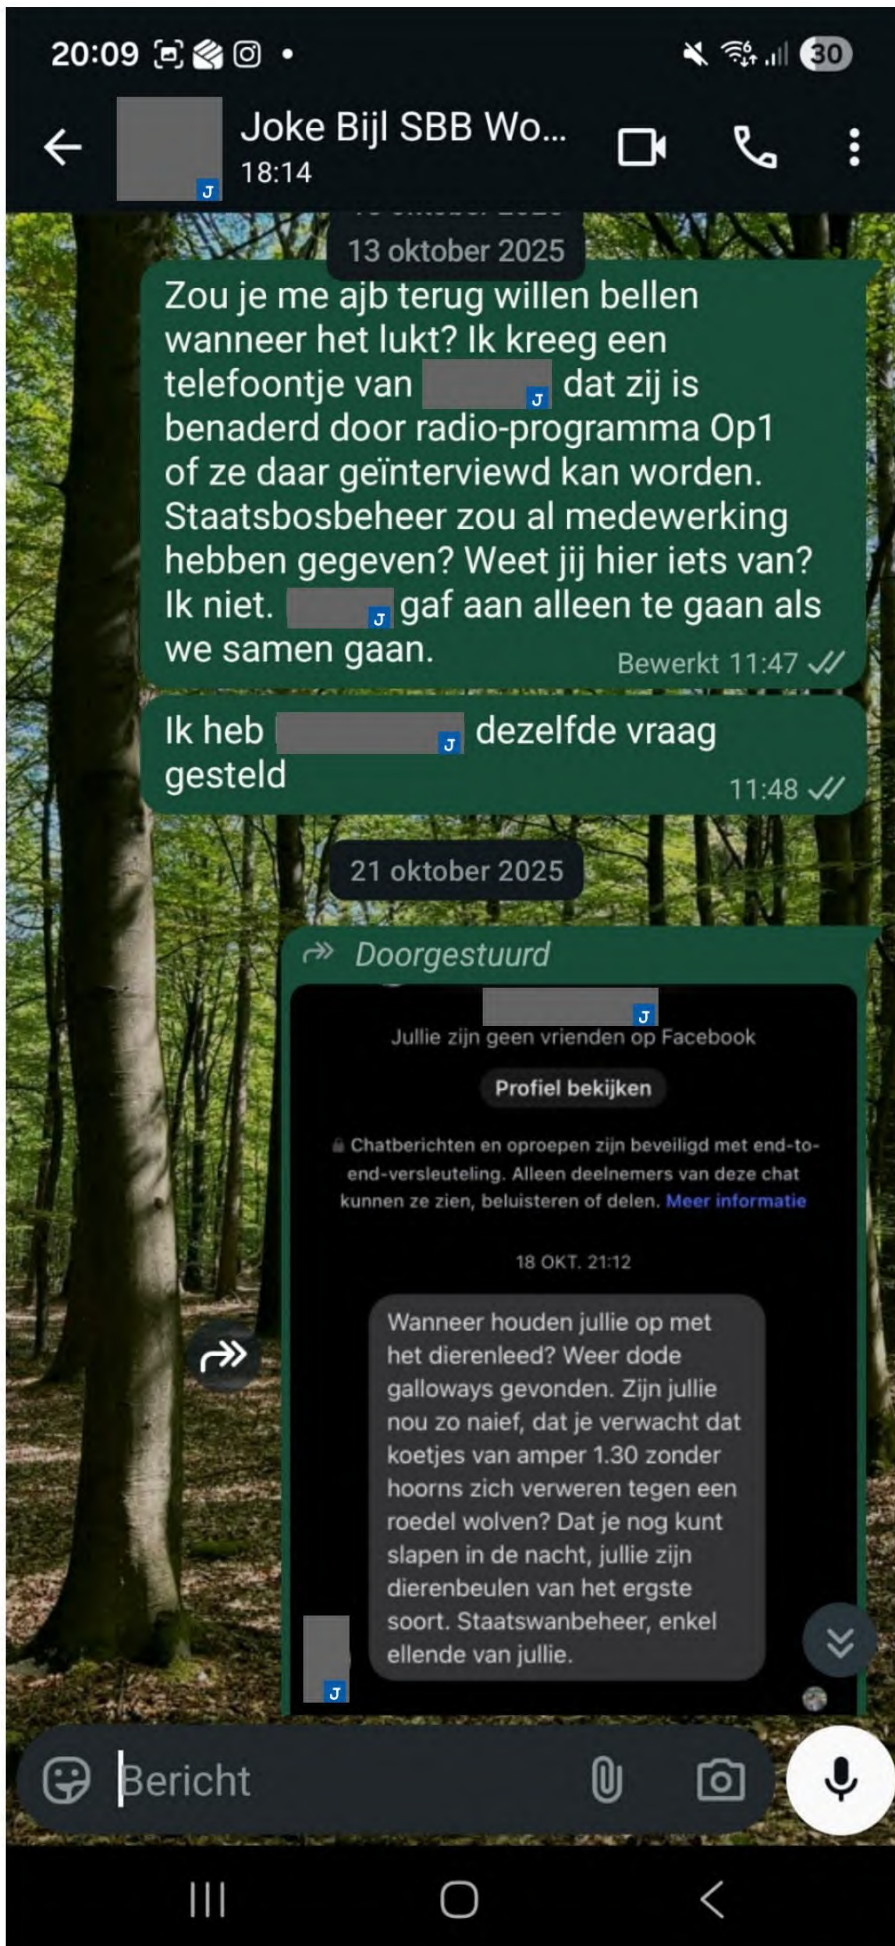 20:09
30
Joke Bijl SBB Wo...
18:14
13 oktober 2025
Zou je me ajb terug willen bellen
wanneer het lukt? Ik kreeg een
telefoontje van J dat zij is
benaderd door radio-programma Op1
of ze daar geïnterviewd kan worden.
Staatsbosbeheer zou al medewerking
hebben gegeven? Weet jij hier iets van?
Ik niet. J gaf aan alleen te gaan als
we samen gaan.
Bewerkt 11:47
Ik heb J dezelfde vraag
gesteld
11:48
21 oktober 2025
Doorgestuurd
J
Jullie zijn geen vrienden op Facebook
Profiel bekijken
Chatberichten en oproepen zijn beveiligd met end-to-
end-versleuteling. Alleen deelnemers van deze chat
kunnen ze zien, beluisteren of delen. Meer informatie
18 OKT. 21:12
Wanneer houden jullie op met
het dierenleed? Weer dode
galloways gevonden. Zijn jullie
nou zo naief, dat je verwacht dat
koetjes van amper 1.30 zonder
hoorns zich verweren tegen een
roedel wolven? Dat je nog kunt
slapen in de nacht, jullie zijn
dierenbeulen van het ergste
soort. Staatswanbeheer, enkel
ellende van jullie.
J
Bericht